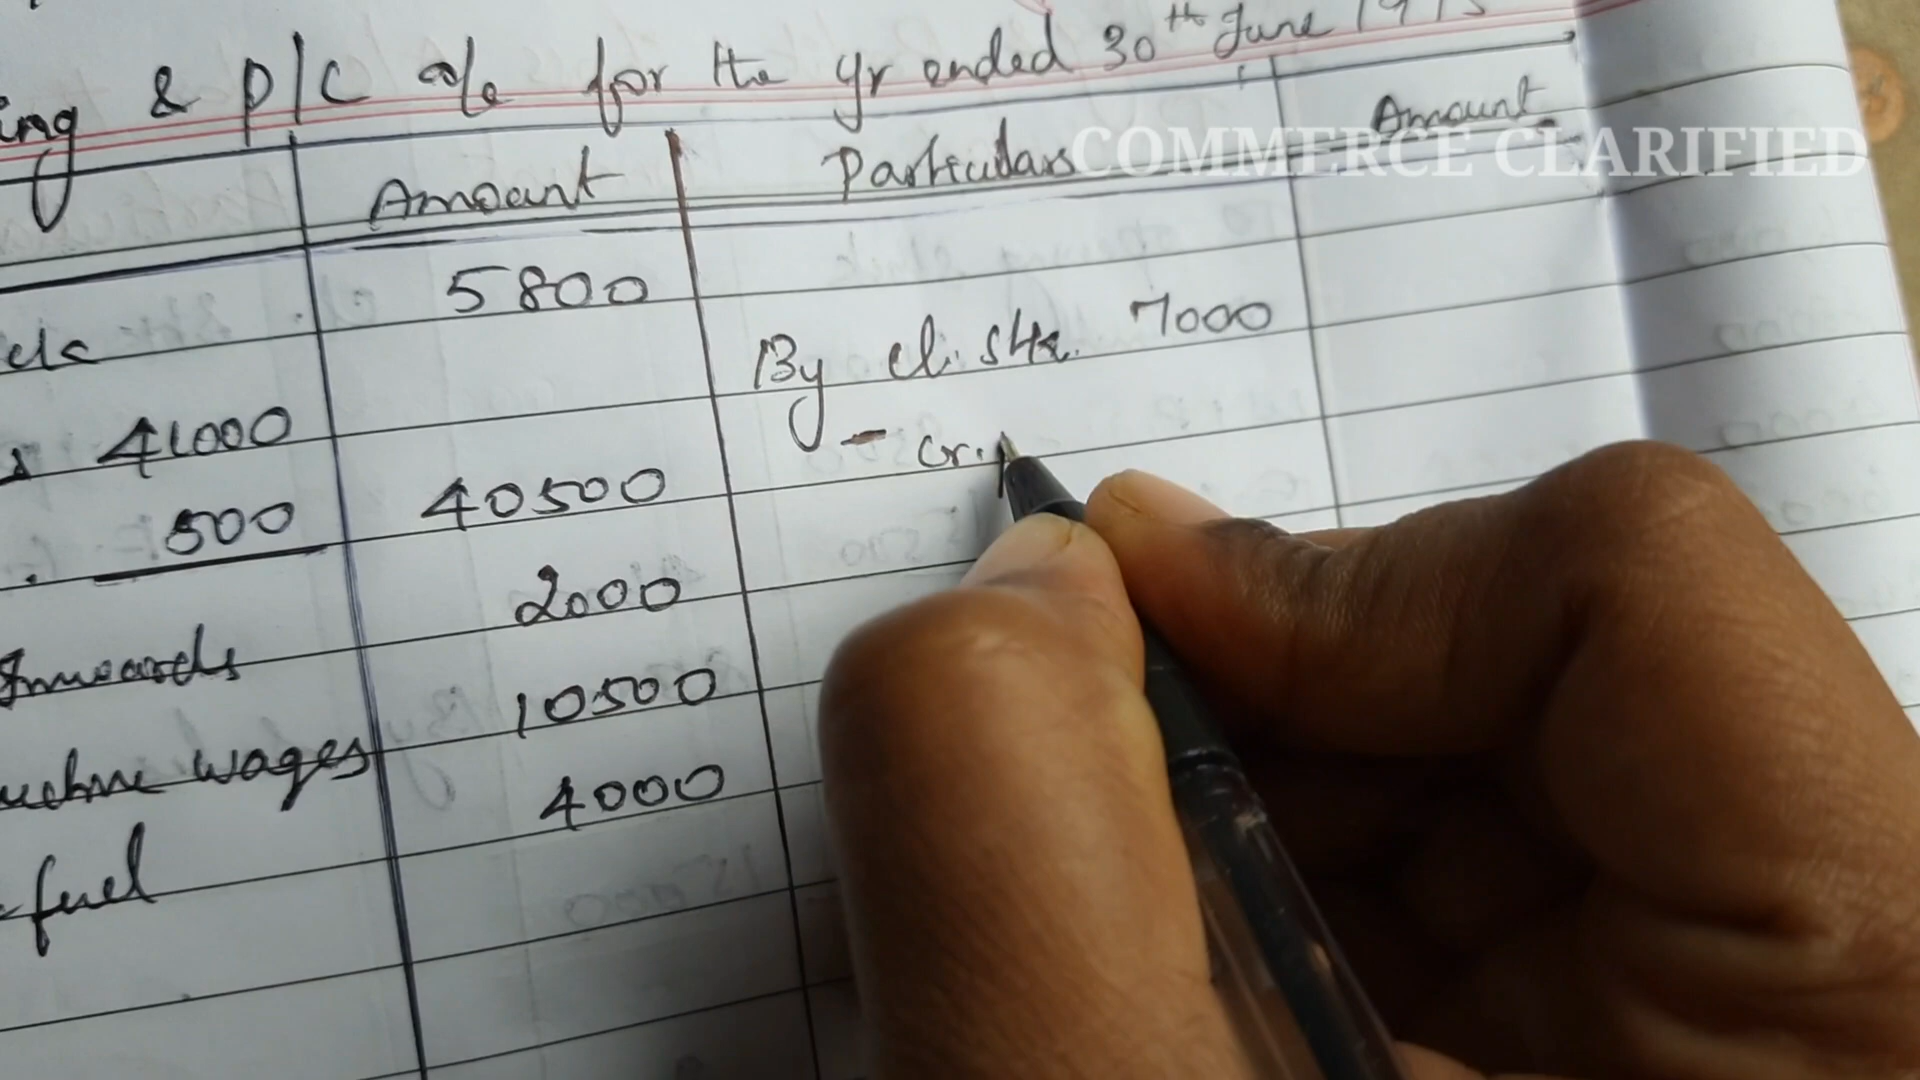 ing & P/L a/c for the yr ended 30th June 19
Amount Particulars Amount
COMMERCE CLARIFIED
5800
By cl. stk. 7000
41000
- Gr. p
500 40500
2000
Inwards
10500
wages
4000
fuel